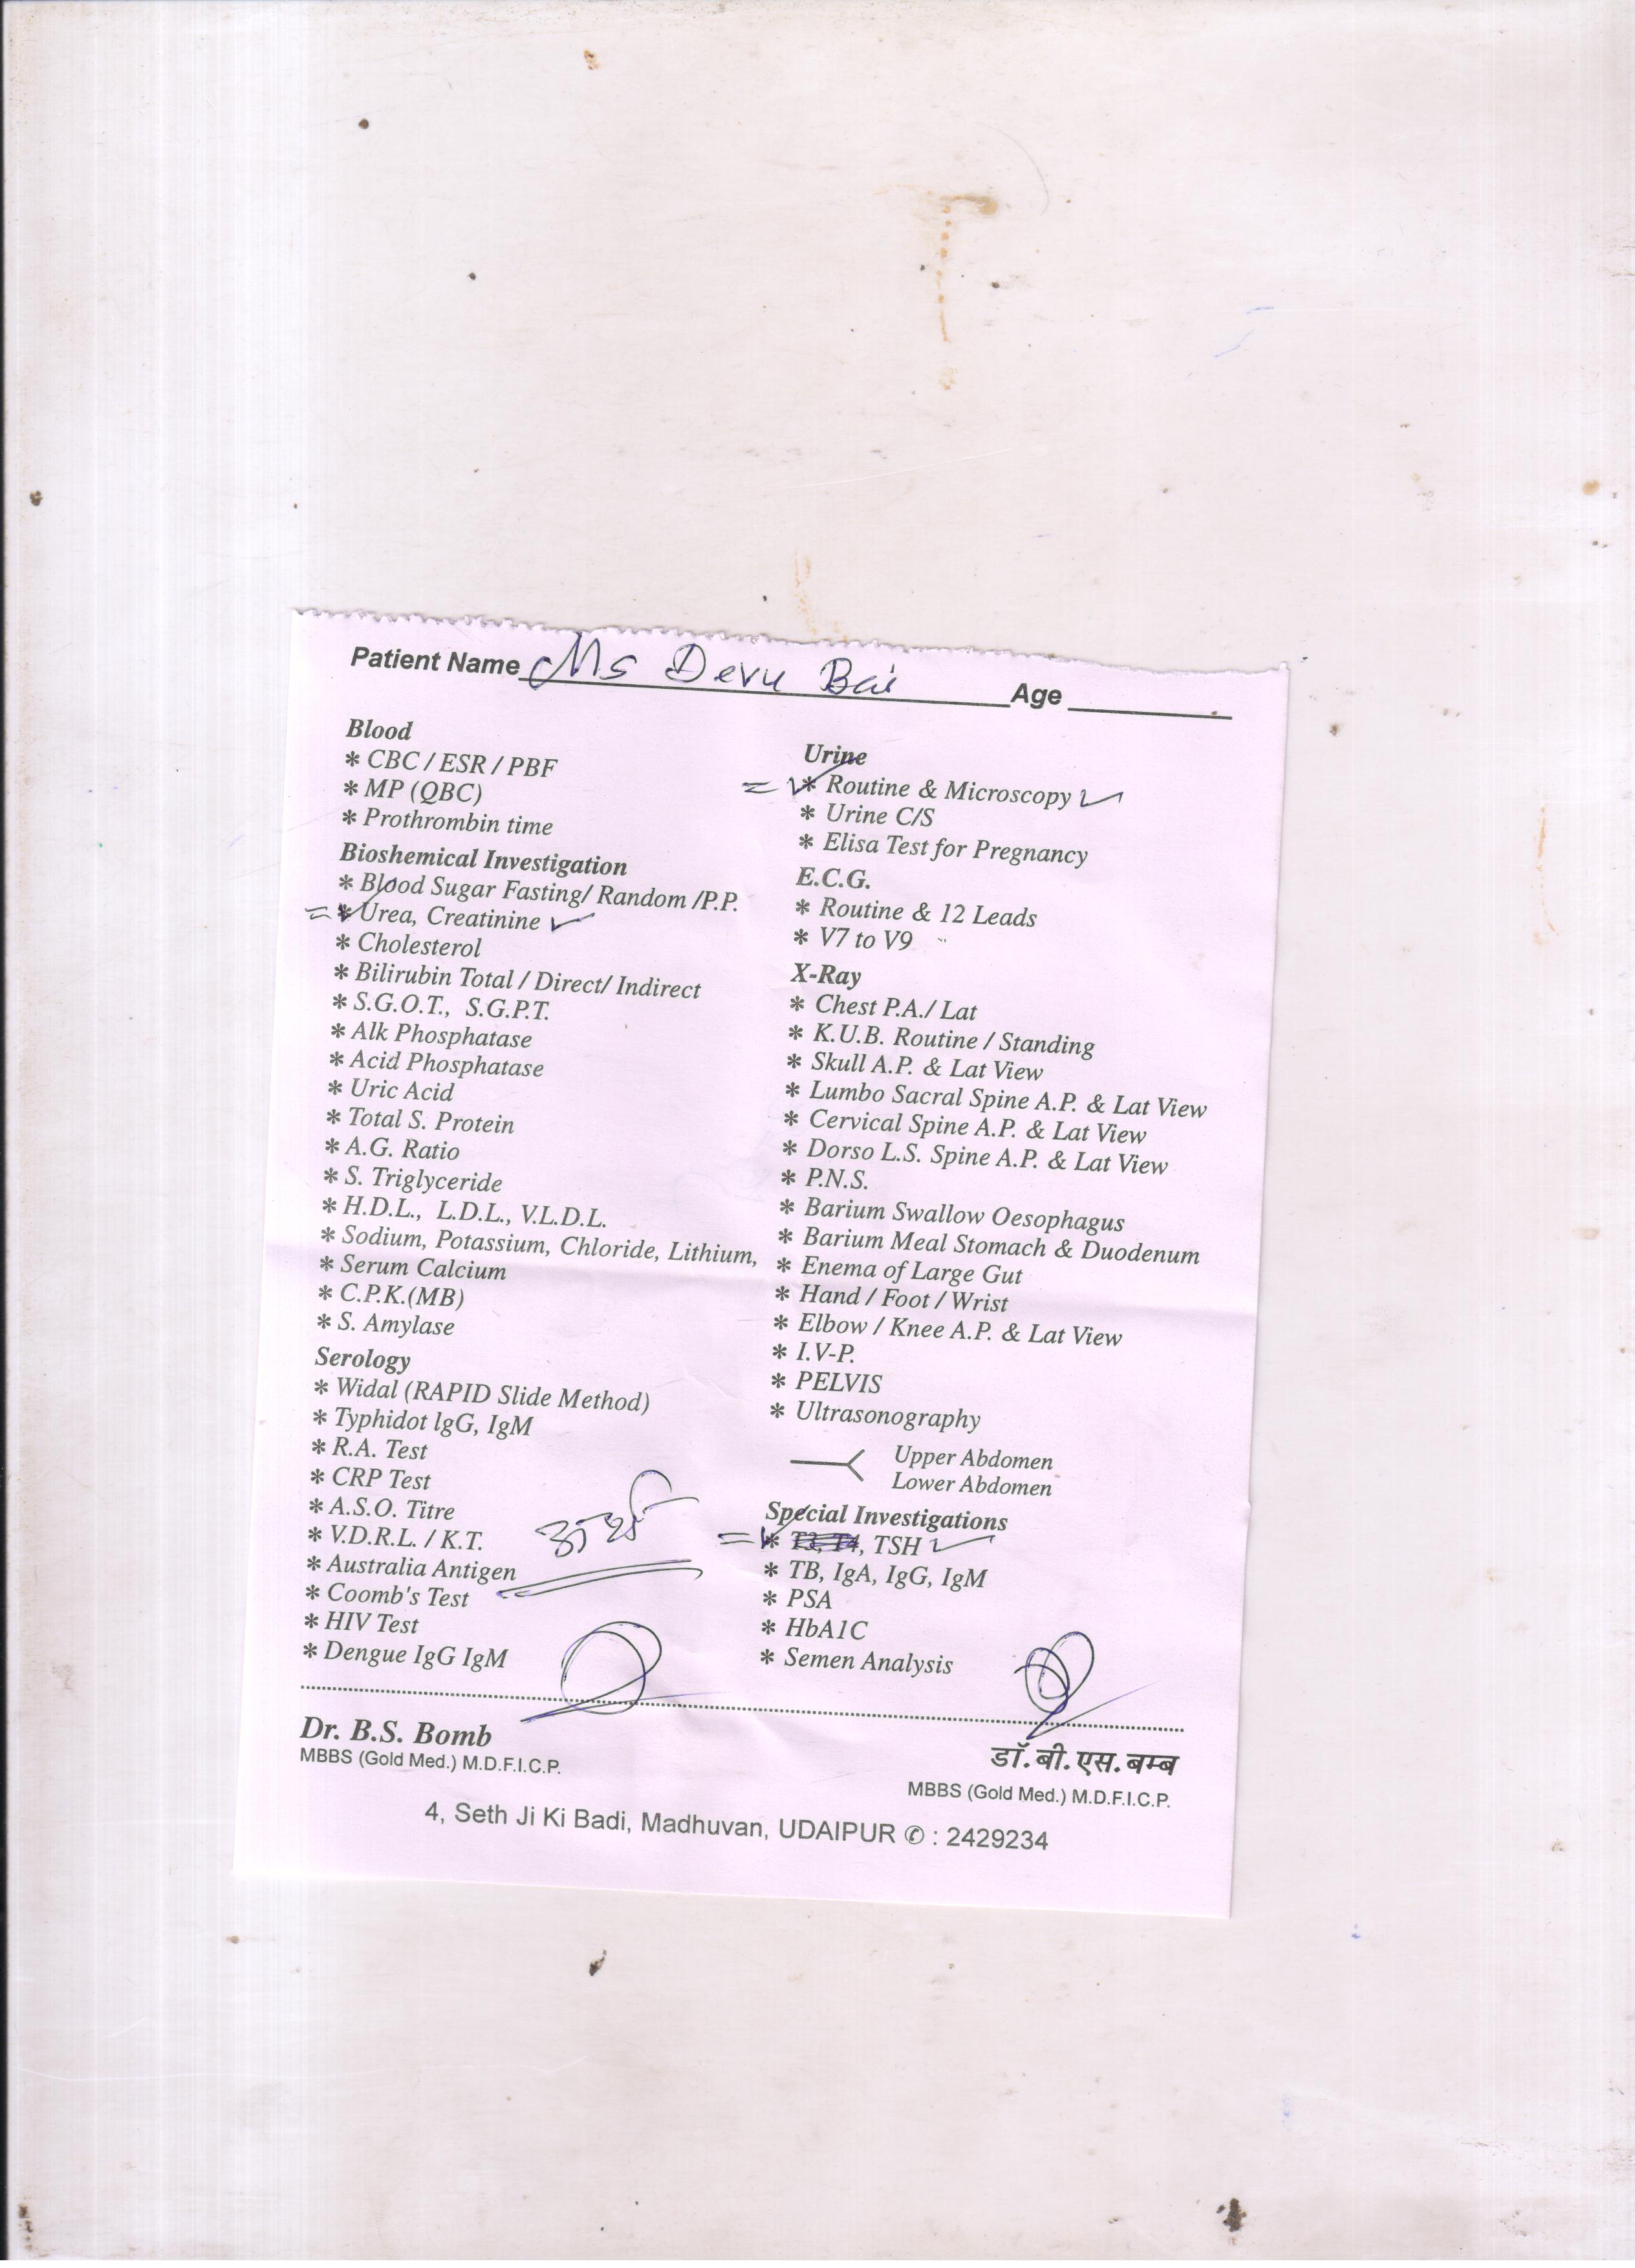 Patient Name Ms Devu Bai Age
Blood
* CBC / ESR / PBF
* MP (QBC)
* Prothrombin time
Bioshemical Investigation
* Blood Sugar Fasting/ Random /P.P.
= * Urea, Creatinine ✓
* Cholesterol
* Bilirubin Total / Direct/ Indirect
* S.G.O.T., S.G.P.T.
* Alk Phosphatase
* Acid Phosphatase
* Uric Acid
* Total S. Protein
* A.G. Ratio
* S. Triglyceride
* H.D.L., L.D.L., V.L.D.L.
* Sodium, Potassium, Chloride, Lithium,
* Serum Calcium
* C.P.K.(MB)
* S. Amylase
Serology
* Widal (RAPID Slide Method)
* Typhidot lgG, IgM
* R.A. Test
* CRP Test
* A.S.O. Titre
* V.D.R.L. / K.T.
* Australia Antigen
* Coomb's Test
* HIV Test
* Dengue IgG IgM
Urine
= ✓* Routine & Microscopy ✓
* Urine C/S
* Elisa Test for Pregnancy
E.C.G.
* Routine & 12 Leads
* V7 to V9
X-Ray
* Chest P.A./ Lat
* K.U.B. Routine / Standing
* Skull A.P. & Lat View
* Lumbo Sacral Spine A.P. & Lat View
* Cervical Spine A.P. & Lat View
* Dorso L.S. Spine A.P. & Lat View
* P.N.S.
* Barium Swallow Oesophagus
* Barium Meal Stomach & Duodenum
* Enema of Large Gut
* Hand / Foot / Wrist
* Elbow / Knee A.P. & Lat View
* I.V-P.
* PELVIS
* Ultrasonography
Upper Abdomen
Lower Abdomen
Special Investigations
= ✓* T3, T4, TSH ✓
* TB, IgA, IgG, IgM
* PSA
* HbA1C
* Semen Analysis
Dr. B.S. Bomb
MBBS (Gold Med.) M.D.F.I.C.P.
डॉ. बी. एस. बम्ब
MBBS (Gold Med.) M.D.F.I.C.P.
4, Seth Ji Ki Badi, Madhuvan, UDAIPUR ✆ : 2429234